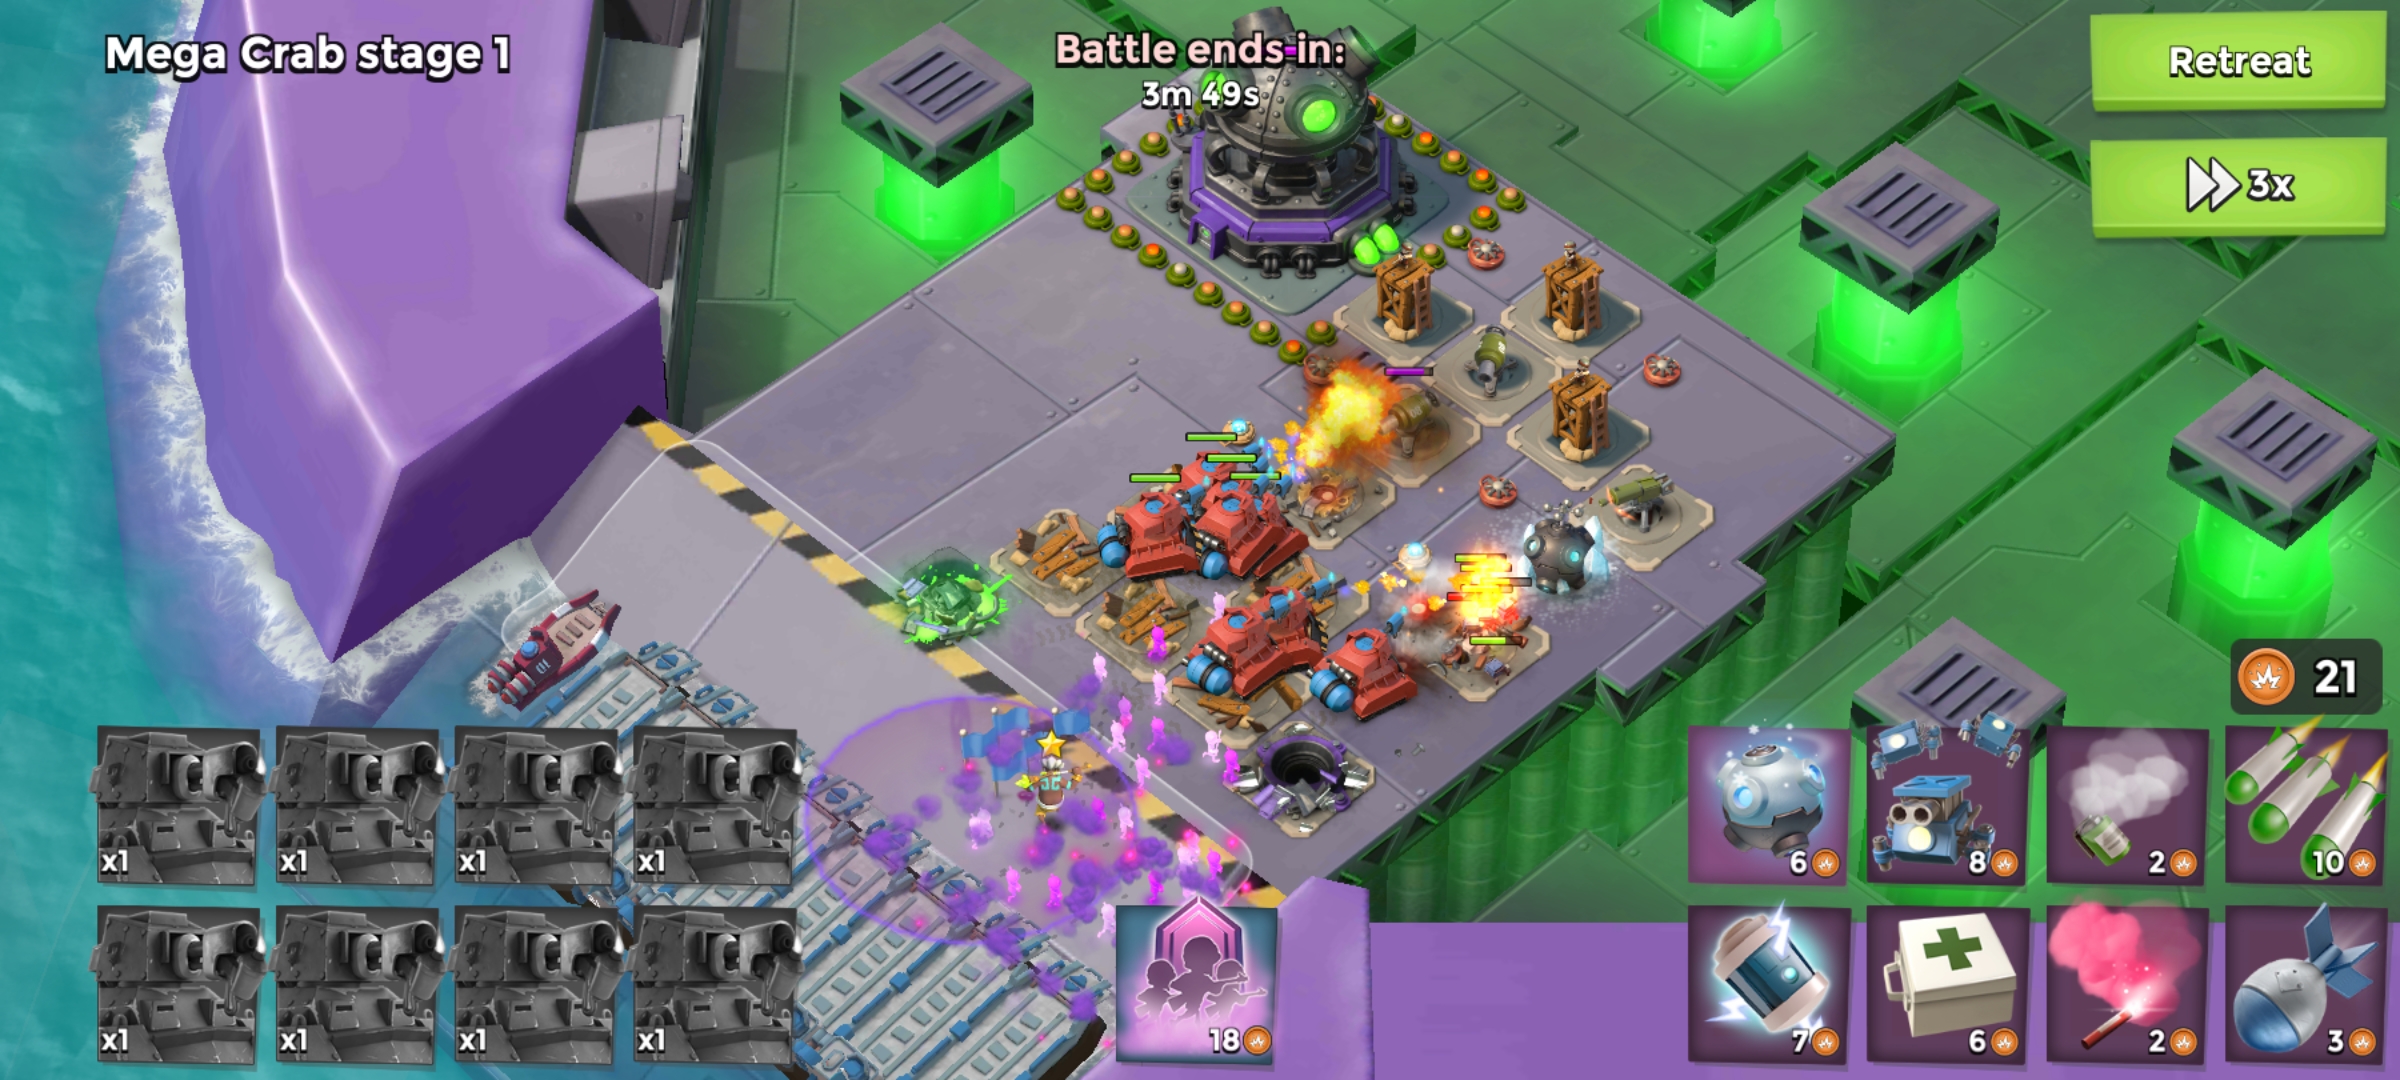 Mega Crab stage 1
Battle ends in:
3m 49s
Retreat
3x
21
x1
x1
x1
x1
6
8
2
10
x1
x1
x1
x1
18
7
6
2
3